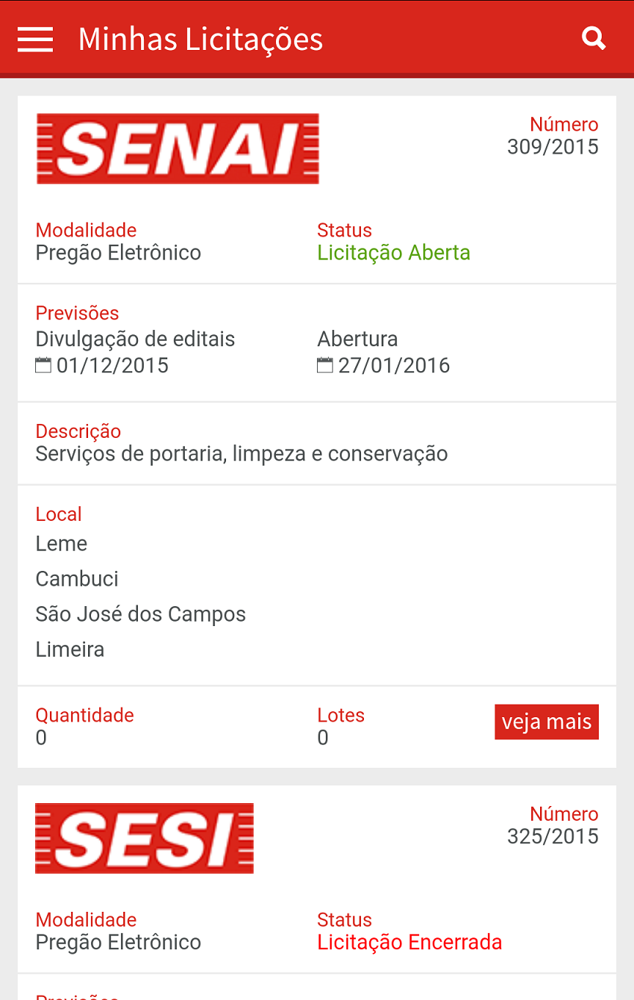 Minhas Licitações
SENAI
Número
309/2015
Modalidade
Pregão Eletrônico
Status
Licitação Aberta
Previsões
Divulgação de editais
01/12/2015
Abertura
27/01/2016
Descrição
Serviços de portaria, limpeza e conservação
Local
Leme
Cambuci
São José dos Campos
Limeira
Quantidade
0
Lotes
0
veja mais
SESI
Número
325/2015
Modalidade
Pregão Eletrônico
Status
Licitação Encerrada